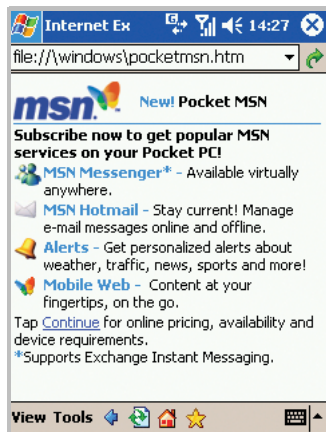 Internet Ex G 14:27
file://\windows\pocketmsn.htm
msn New! Pocket MSN
Subscribe now to get popular MSN
services on your Pocket PC!
MSN Messenger* - Available virtually
anywhere.
MSN Hotmail - Stay current! Manage
e-mail messages online and offline.
Alerts - Get personalized alerts about
weather, traffic, news, sports and more!
Mobile Web - Content at your
fingertips, on the go.
Tap Continue for online pricing, availability and
device requirements.
*Supports Exchange Instant Messaging.
View Tools